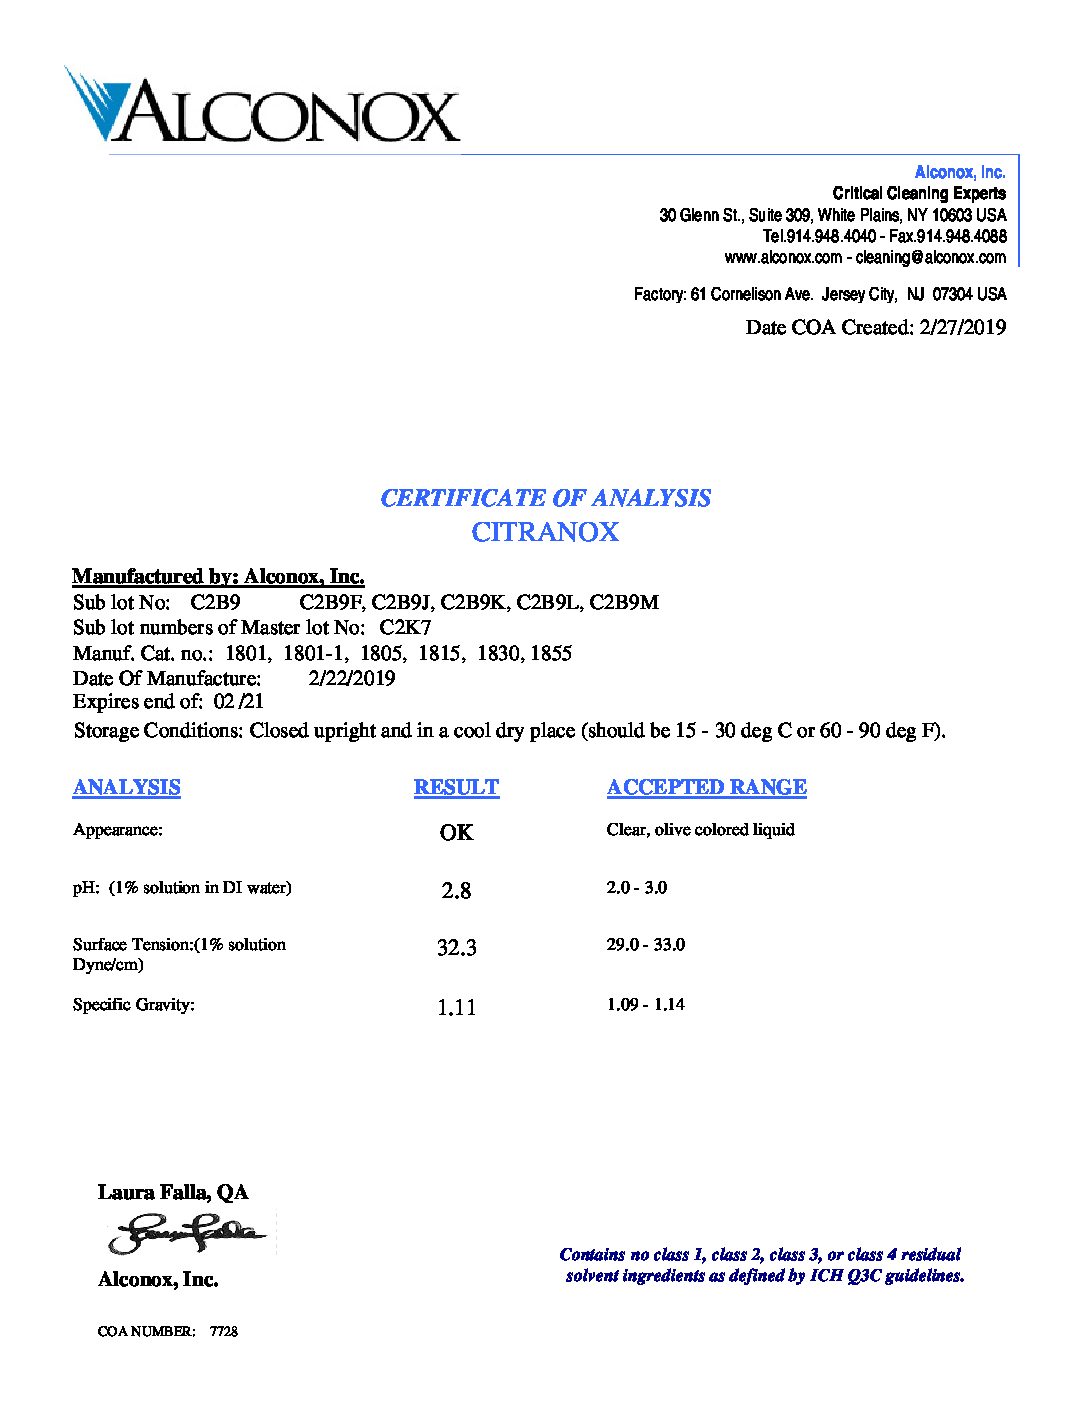 ALCONOX
Alconox, Inc.
Critical Cleaning Experts
30 Glenn St., Suite 309, White Plains, NY 10603 USA
Tel.914.948.4040 - Fax.914.948.4088
www.alconox.com - cleaning@alconox.com
Factory: 61 Cornelison Ave.  Jersey City,  NJ  07304 USA
Date COA Created: 2/27/2019
CERTIFICATE OF ANALYSIS
CITRANOX
Manufactured by: Alconox, Inc.
Sub lot No:   C2B9   C2B9F, C2B9J, C2B9K, C2B9L, C2B9M
Sub lot numbers of Master lot No:   C2K7
Manuf. Cat. no.:  1801,  1801-1,  1805,  1815,  1830, 1855
Date Of Manufacture:   2/22/2019
Expires end of:  02 /21
Storage Conditions: Closed upright and in a cool dry place (should be 15 - 30 deg C or 60 - 90 deg F).
ANALYSIS   RESULT   ACCEPTED RANGE
Appearance:   OK   Clear, olive colored liquid
pH:  (1% solution in DI water)   2.8   2.0 - 3.0
Surface Tension:(1% solution   32.3   29.0 - 33.0
Dyne/cm)
Specific Gravity:   1.11   1.09 - 1.14
Laura Falla, QA
Laura Falla
Alconox, Inc.
Contains no class 1, class 2, class 3, or class 4 residual
solvent ingredients as defined by ICH Q3C guidelines.
COA NUMBER:   7728